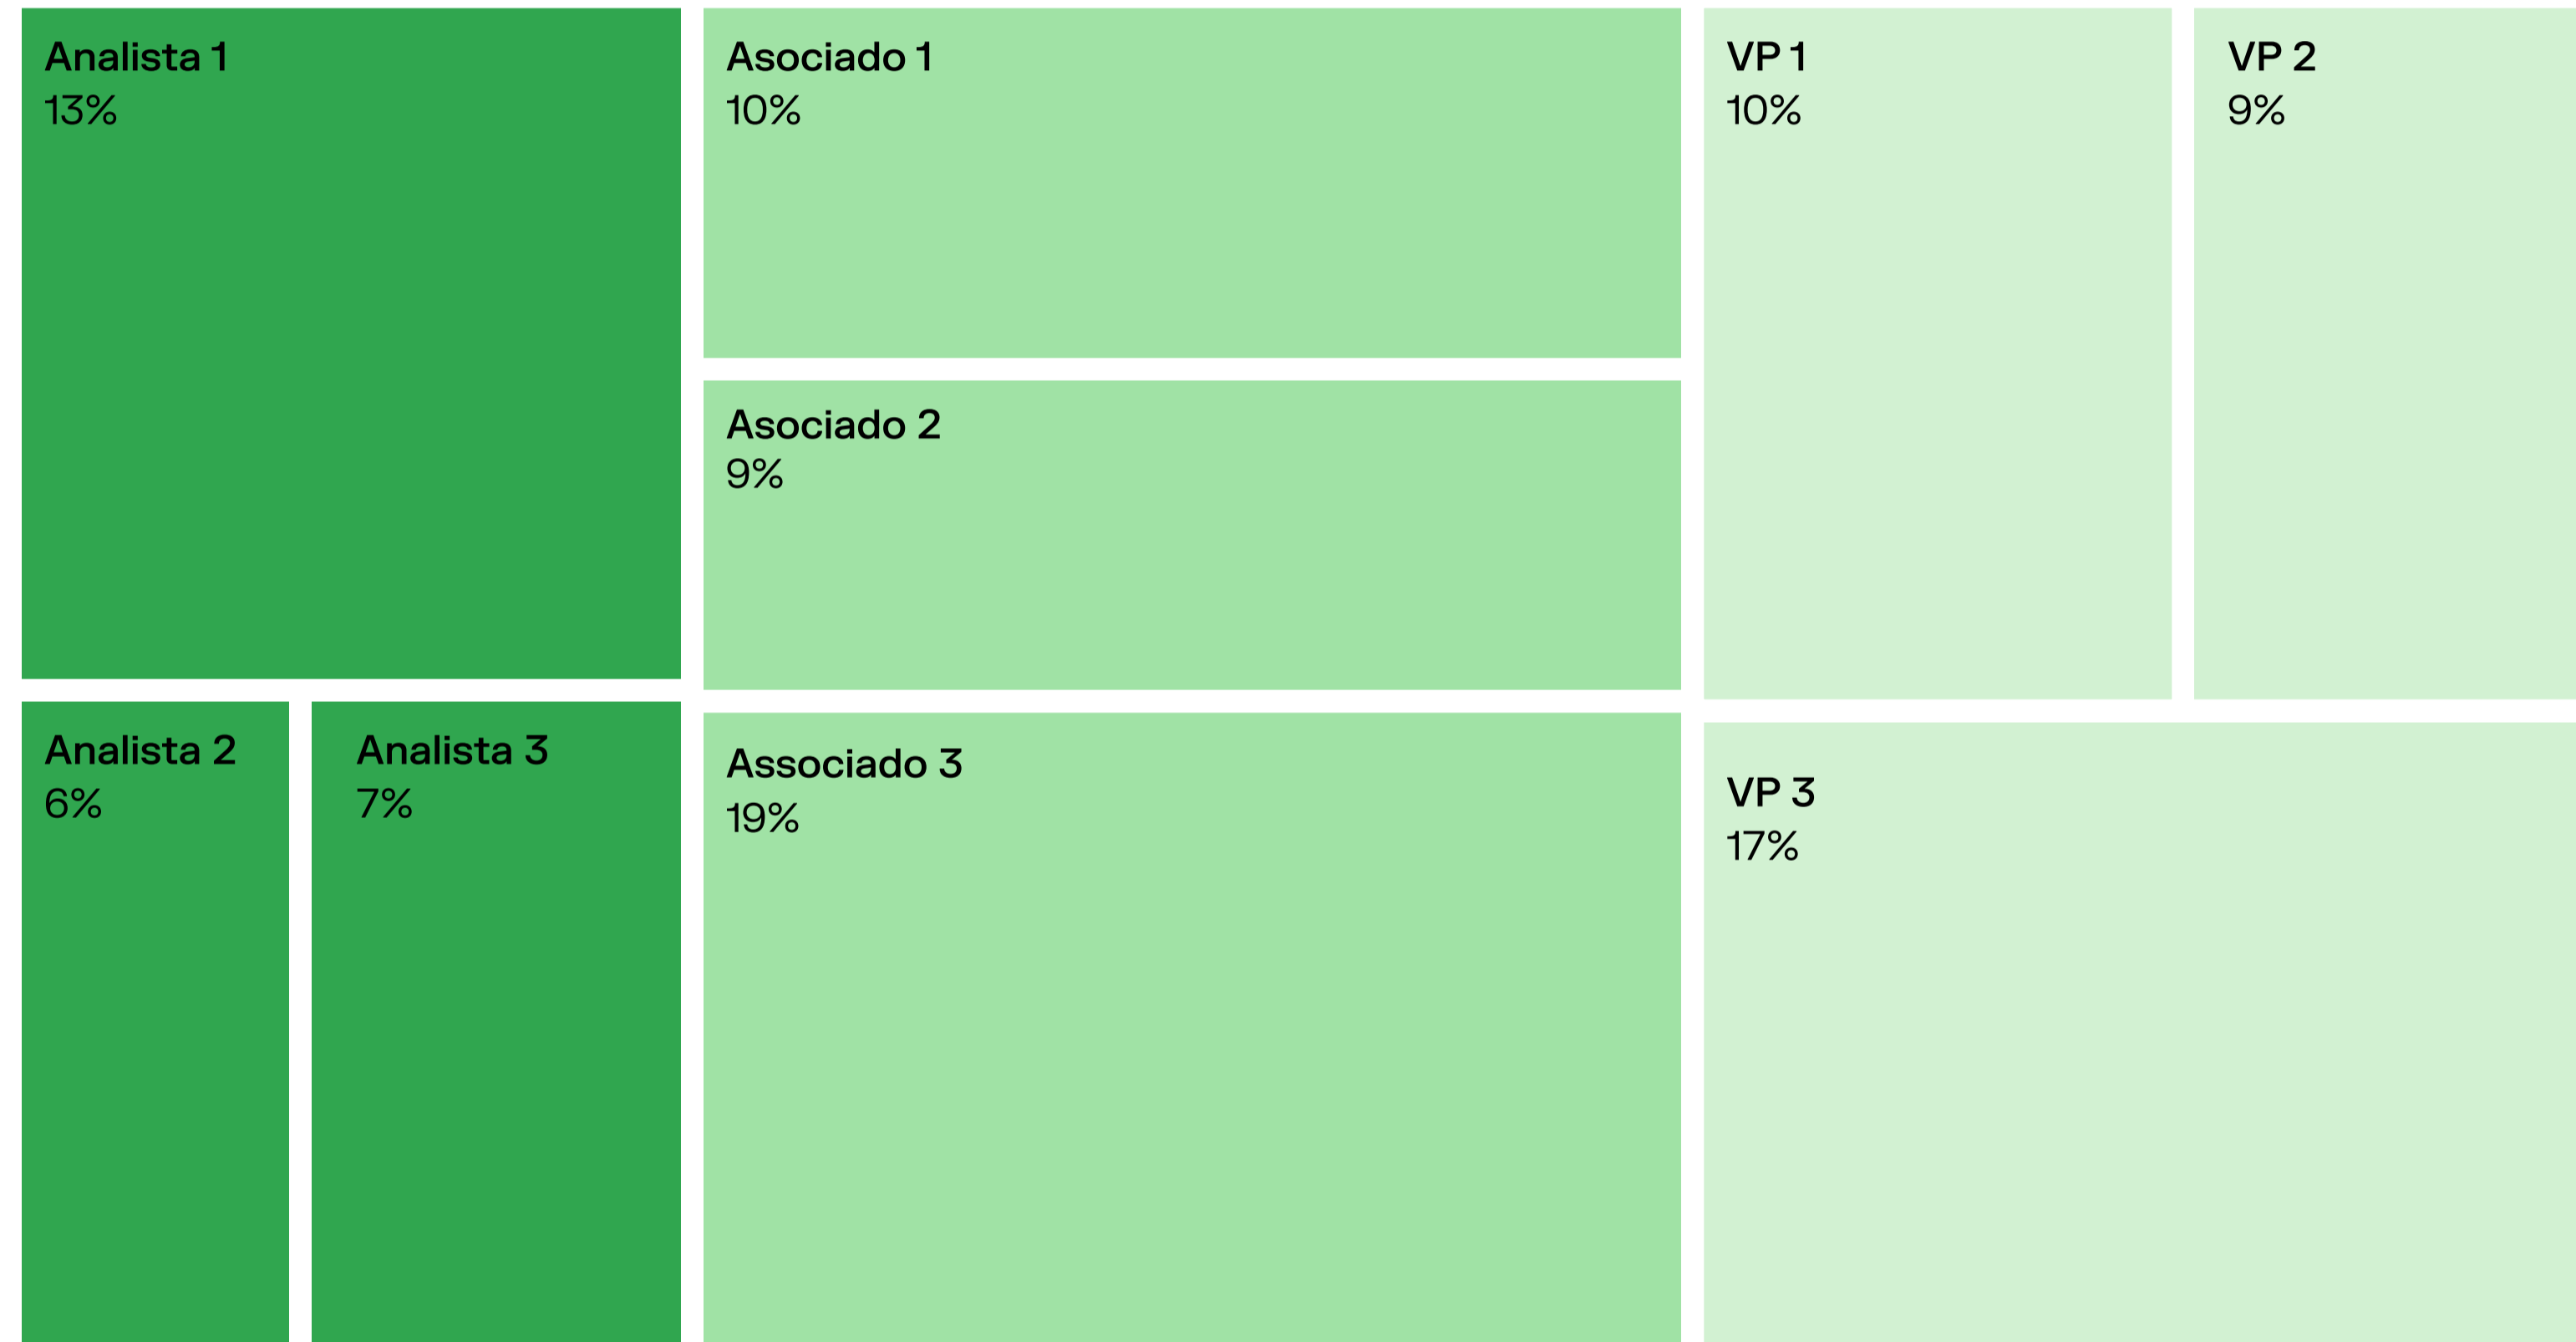 Analista 1
13%
Asociado 1
10%
VP 1
10%
VP 2
9%
Asociado 2
9%
Analista 2
6%
Analista 3
7%
Associado 3
19%
VP 3
17%